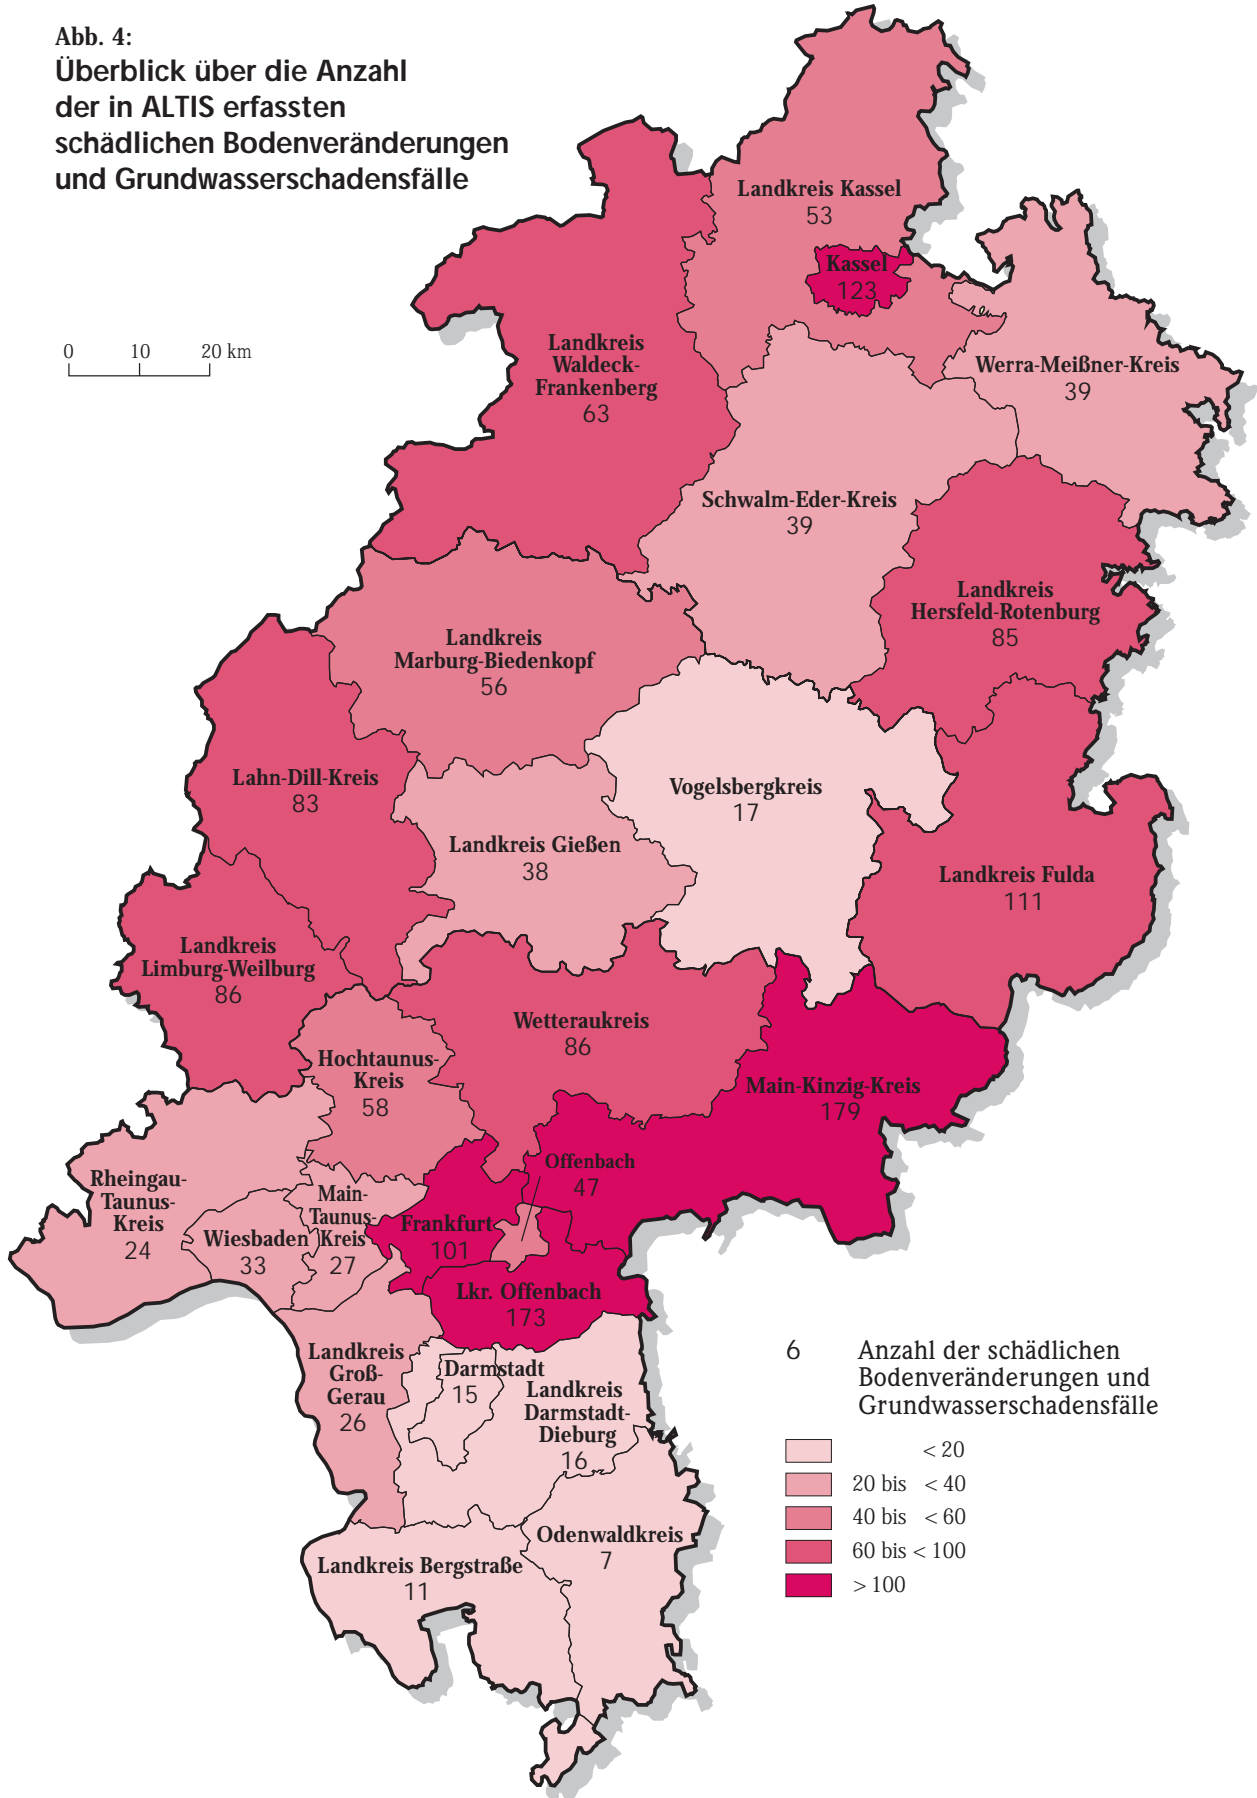 Abb. 4:
Überblick über die Anzahl
der in ALTIS erfassten
schädlichen Bodenveränderungen
und Grundwasserschadensfälle
0 10 20 km
Landkreis Kassel
53
Kassel
123
Landkreis
Waldeck-
Frankenberg
63
Werra-Meißner-Kreis
39
Schwalm-Eder-Kreis
39
Landkreis
Hersfeld-Rotenburg
85
Landkreis
Marburg-Biedenkopf
56
Lahn-Dill-Kreis
83
Vogelsbergkreis
17
Landkreis Gießen
38
Landkreis Fulda
111
Landkreis
Limburg-Weilburg
86
Wetteraukreis
86
Hochtaunus-
Kreis
58
Main-Kinzig-Kreis
179
Offenbach
47
Rheingau-
Taunus-
Kreis
24
Wiesbaden
33
Main-
Taunus-
Kreis
27
Frankfurt
101
Lkr. Offenbach
173
Landkreis
Groß-
Gerau
26
Darmstadt
15
Landkreis
Darmstadt-
Dieburg
16
Odenwaldkreis
7
Landkreis Bergstraße
11
6 Anzahl der schädlichen
Bodenveränderungen und
Grundwasserschadensfälle
< 20
20 bis < 40
40 bis < 60
60 bis < 100
> 100